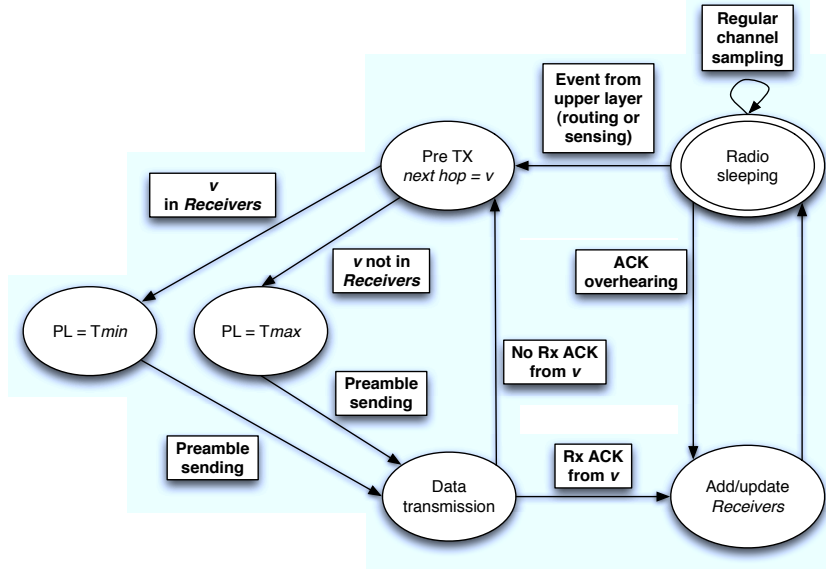 Regular
channel
sampling
Event from
upper layer
(routing or
sensing)
Pre TX
next hop = v
Radio
sleeping
v
in Receivers
v not in
Receivers
ACK
overhearing
PL = Tmin
PL = Tmax
No Rx ACK
from v
Preamble
sending
Preamble
sending
Rx ACK
from v
Data
transmission
Add/update
Receivers